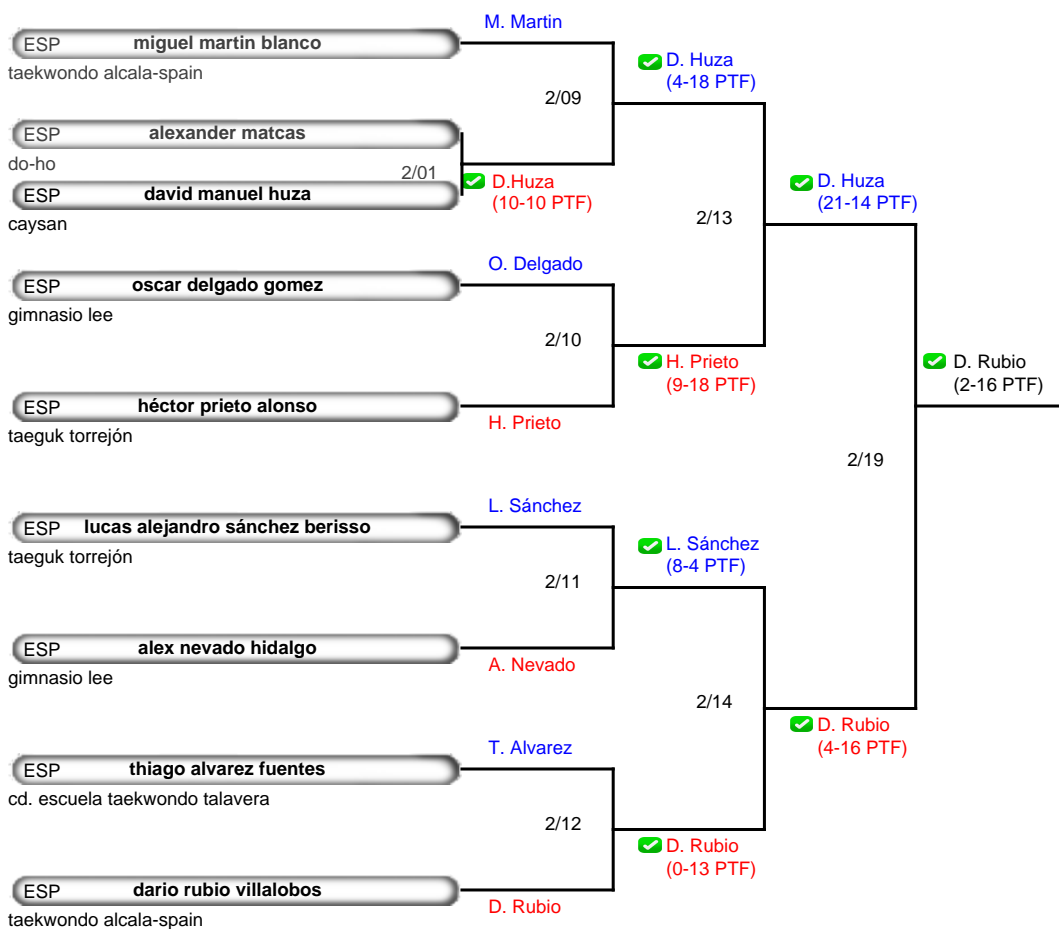 M. Martin
ESP miguel martin blanco
taekwondo alcala-spain
D. Huza
(4-18 PTF)
2/09
ESP alexander matcas
do-ho
2/01
D.Huza
(10-10 PTF)
ESP david manuel huza
caysan
D. Huza
(21-14 PTF)
2/13
O. Delgado
ESP oscar delgado gomez
gimnasio lee
2/10
H. Prieto
(9-18 PTF)
D. Rubio
(2-16 PTF)
ESP héctor prieto alonso
taeguk torrejón
H. Prieto
2/19
L. Sánchez
ESP lucas alejandro sánchez berisso
taeguk torrejón
L. Sánchez
(8-4 PTF)
2/11
ESP alex nevado hidalgo
gimnasio lee
A. Nevado
2/14
D. Rubio
(4-16 PTF)
T. Alvarez
ESP thiago alvarez fuentes
cd. escuela taekwondo talavera
2/12
D. Rubio
(0-13 PTF)
ESP dario rubio villalobos
taekwondo alcala-spain
D. Rubio